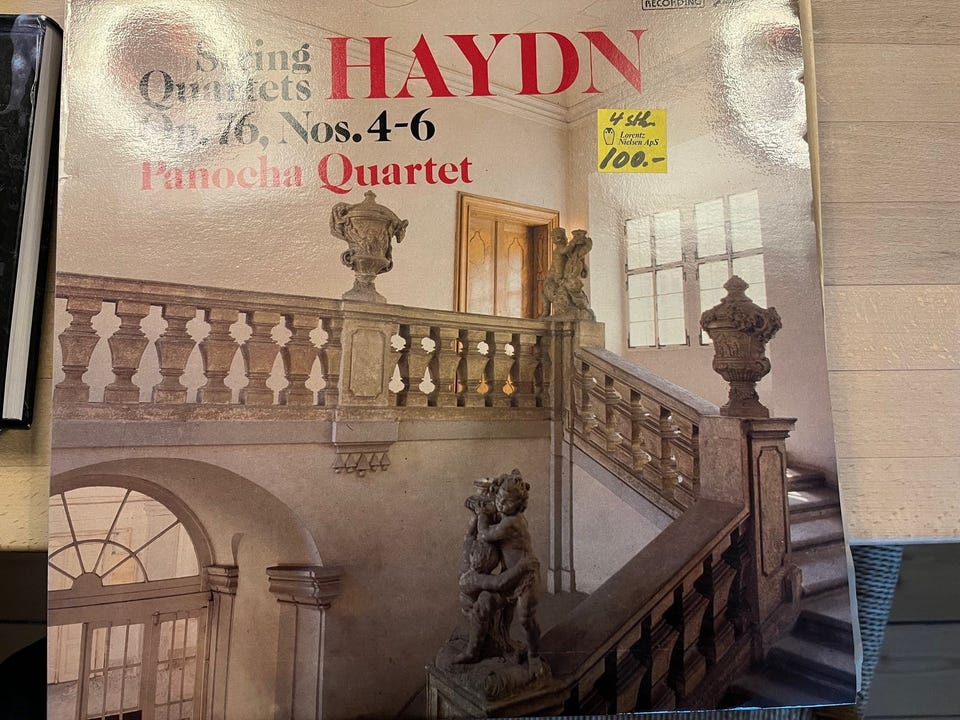 RECORDING
String
Quartets
HAYDN
Op. 76, Nos. 4-6
Panocha Quartet
4 stk.
Lorentz
Nielsen ApS
100.-